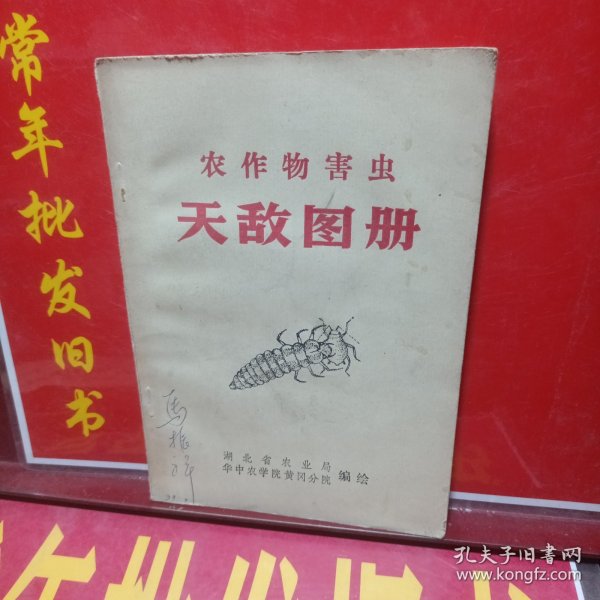 常年批发旧书
农作物害虫
天敌图册
湖北省农业局
华中农学院黄冈分院 编绘
孔夫子旧书网
www.kongfz.com